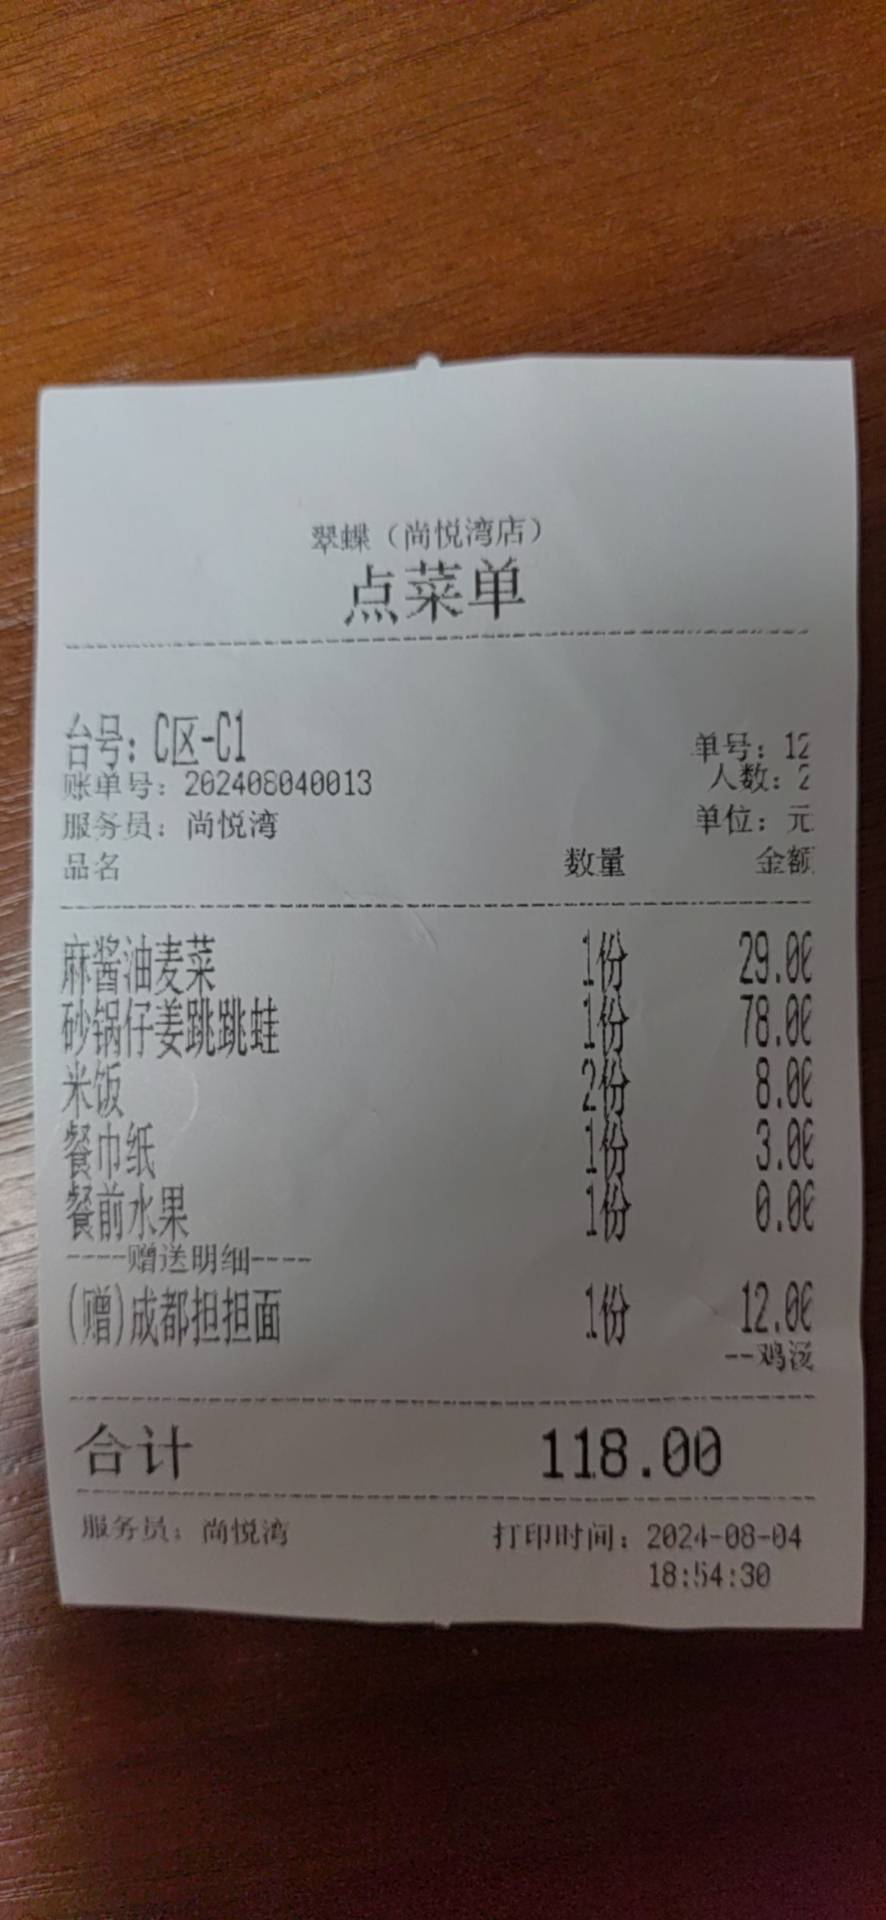 翠蝶（尚悦湾店）
点菜单
台号: C区-C1
单号: 12
账单号: 202408040013
人数: 2
服务员: 尚悦湾
单位: 元
品名 数量 金额
麻酱油麦菜 1份 29.00
砂锅仔姜跳跳蛙 1份 78.00
米饭 2份 8.00
餐巾纸 1份 3.00
餐前水果 1份 0.00
----赠送明细----
(赠)成都担担面 1份 12.00
--鸡汤
合计 118.00
服务员: 尚悦湾 打印时间: 2024-08-04
18:54:30